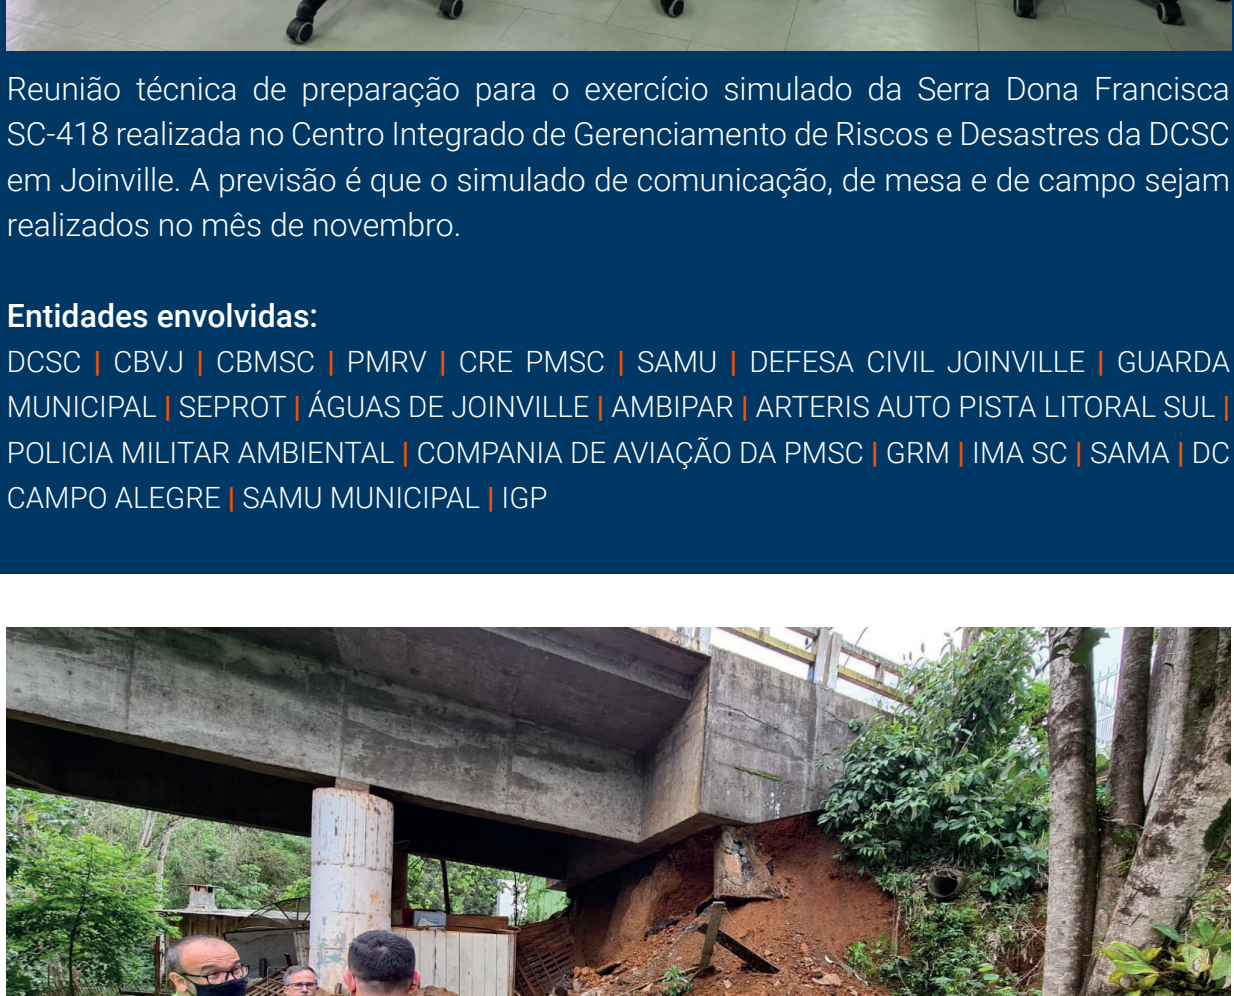 Reunião técnica de preparação para o exercício simulado da Serra Dona Francisca
SC-418 realizada no Centro Integrado de Gerenciamento de Riscos e Desastres da DCSC
em Joinville. A previsão é que o simulado de comunicação, de mesa e de campo sejam
realizados no mês de novembro.
Entidades envolvidas:
DCSC | CBVJ | CBMSC | PMRV | CRE PMSC | SAMU | DEFESA CIVIL JOINVILLE | GUARDA
MUNICIPAL | SEPROT | ÁGUAS DE JOINVILLE | AMBIPAR | ARTERIS AUTO PISTA LITORAL SUL |
POLICIA MILITAR AMBIENTAL | COMPANIA DE AVIAÇÃO DA PMSC | GRM | IMA SC | SAMA | DC
CAMPO ALEGRE | SAMU MUNICIPAL | IGP